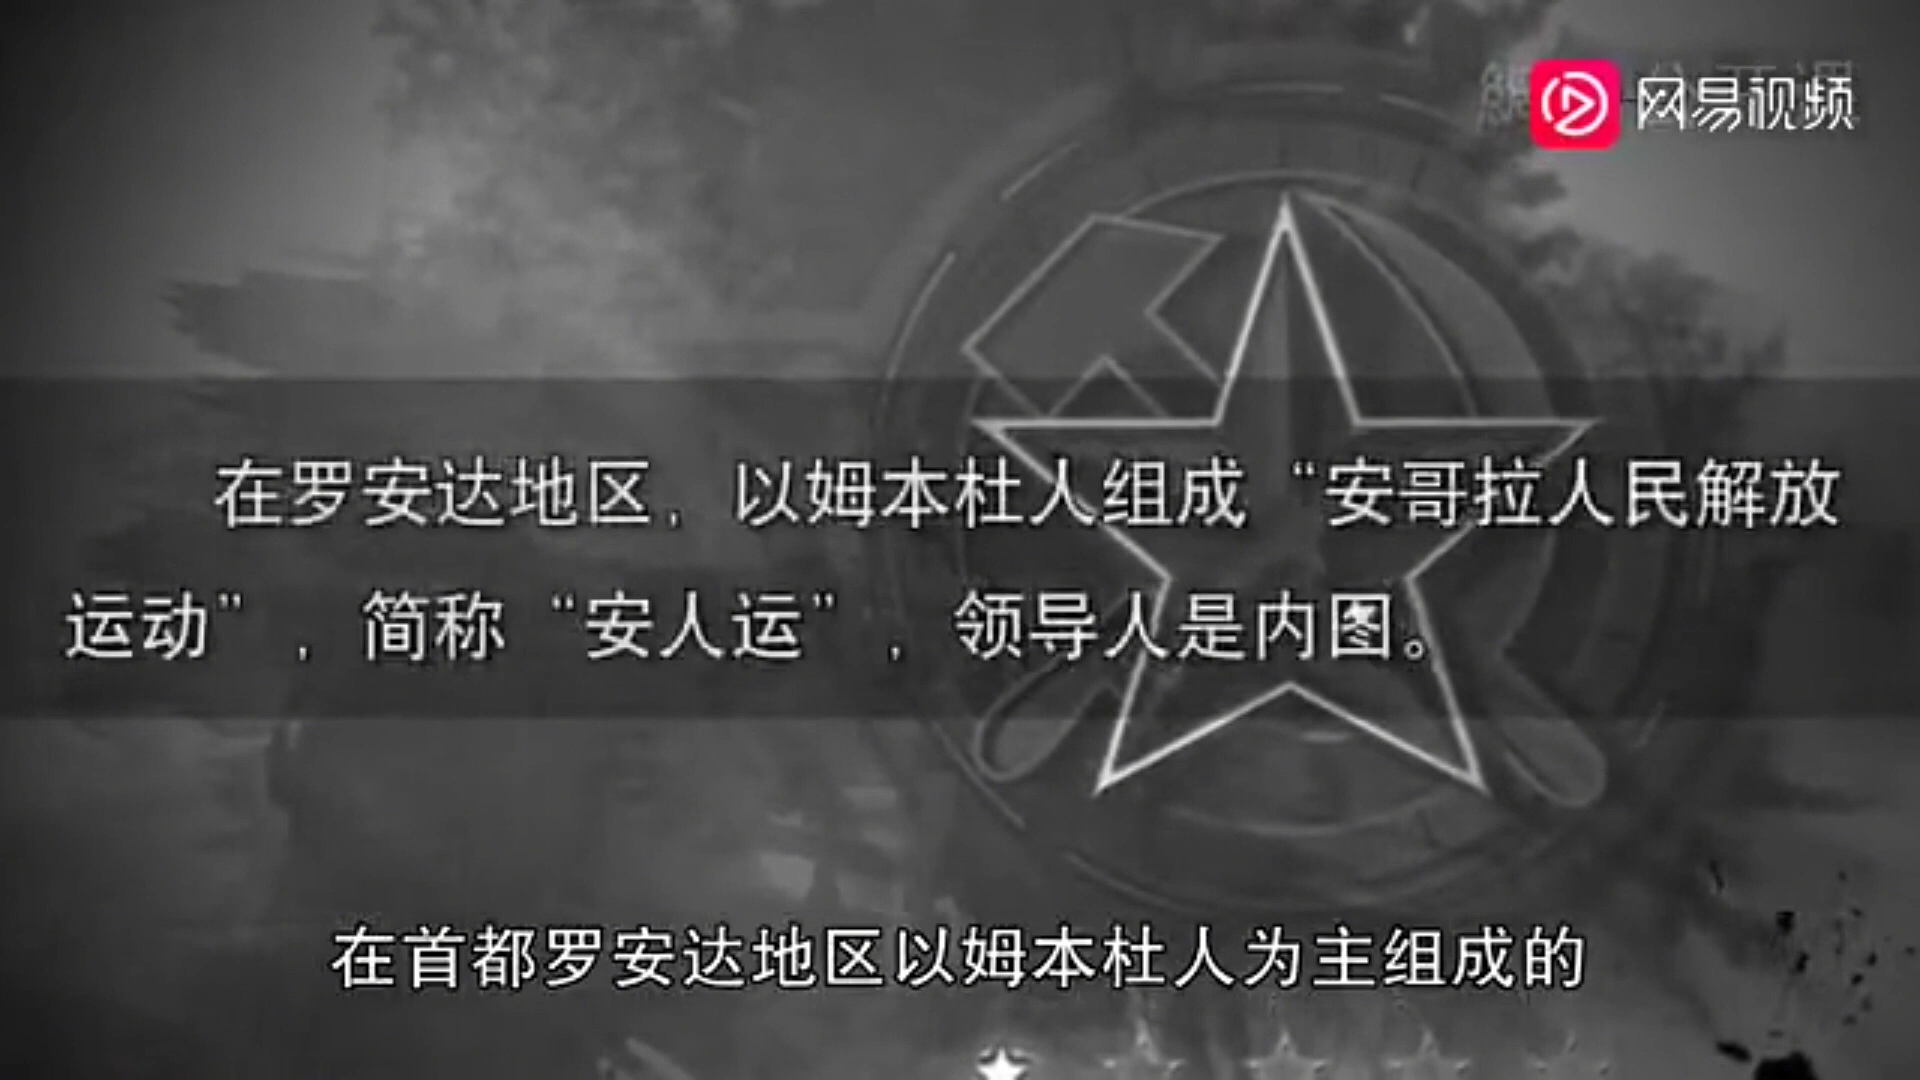 网易视频
在罗安达地区，以姆本杜人组成“安哥拉人民解放
运动”，简称“安人运”，领导人是内图。
在首都罗安达地区以姆本杜人为主组成的